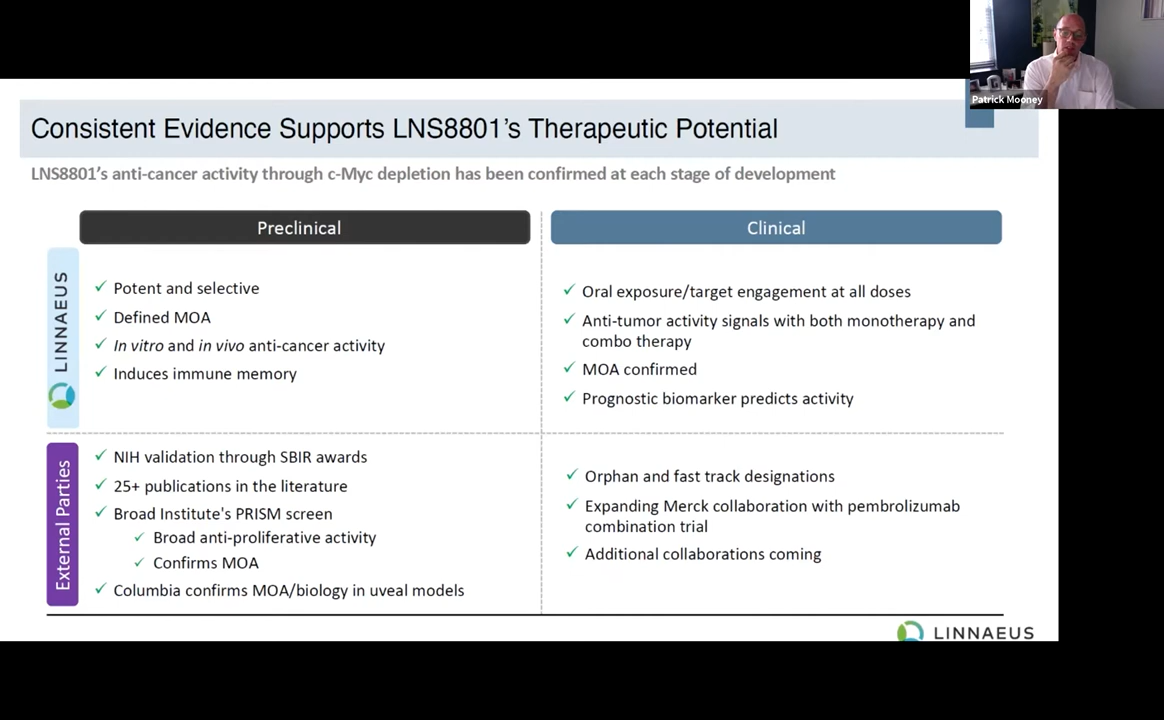 Patrick Mooney
Consistent Evidence Supports LNS8801's Therapeutic Potential
LNS8801's anti-cancer activity through c-Myc depletion has been confirmed at each stage of development
Preclinical
Clinical
LINNAEUS
Potent and selective
Defined MOA
In vitro and in vivo anti-cancer activity
Induces immune memory
Oral exposure/target engagement at all doses
Anti-tumor activity signals with both monotherapy and
combo therapy
MOA confirmed
Prognostic biomarker predicts activity
External Parties
NIH validation through SBIR awards
25+ publications in the literature
Broad Institute's PRISM screen
Broad anti-proliferative activity
Confirms MOA
Columbia confirms MOA/biology in uveal models
Orphan and fast track designations
Expanding Merck collaboration with pembrolizumab
combination trial
Additional collaborations coming
LINNAEUS